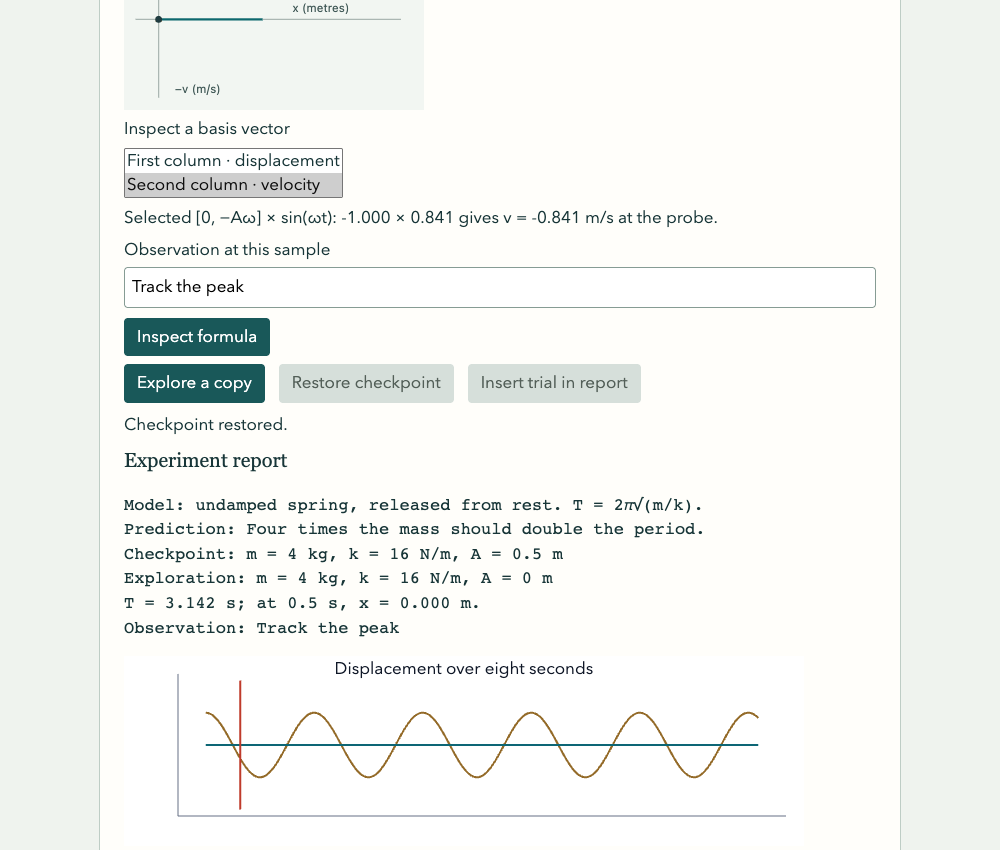 x (metres)
−v (m/s)
Inspect a basis vector
First column · displacement
Second column · velocity
Selected [0, −Aω] × sin(ωt): -1.000 × 0.841 gives v = -0.841 m/s at the probe.
Observation at this sample
Track the peak
Inspect formula
Explore a copy
Restore checkpoint
Insert trial in report
Checkpoint restored.
Experiment report
Model: undamped spring, released from rest. T = 2π√(m/k).
Prediction: Four times the mass should double the period.
Checkpoint: m = 4 kg, k = 16 N/m, A = 0.5 m
Exploration: m = 4 kg, k = 16 N/m, A = 0 m
T = 3.142 s; at 0.5 s, x = 0.000 m.
Observation: Track the peak
Displacement over eight seconds